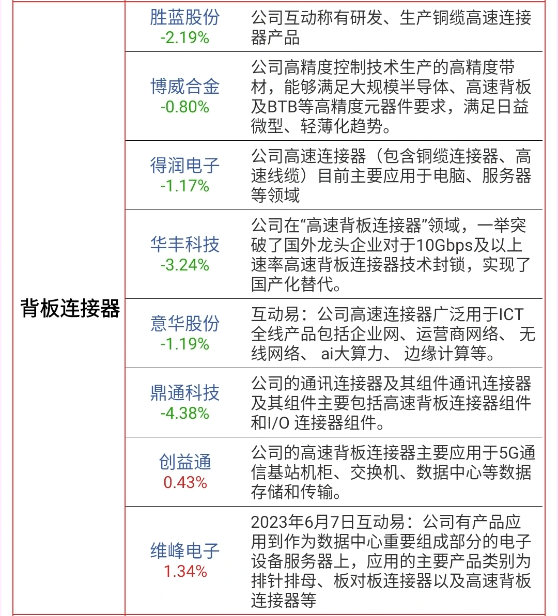 背板连接器
胜蓝股份
-2.19%
公司互动称有研发、生产铜缆高速连接
器产品
博威合金
-0.80%
公司高精度控制技术生产的高精度带
材，能够满足大规模半导体、高速背板
及BTB等高精度元器件要求，满足日益
微型、轻薄化趋势。
得润电子
-1.17%
公司高速连接器（包含铜缆连接器、高
速线缆）目前主要应用于电脑、服务器
等领域
华丰科技
-3.24%
公司在“高速背板连接器”领域，一举突
破了国外龙头企业对于10Gbps及以上
速率高速背板连接器技术封锁，实现了
国产化替代。
意华股份
-1.19%
互动易：公司高速连接器广泛用于ICT
全线产品包括企业网、运营商网络、 无
线网络、 ai大算力、 边缘计算等。
鼎通科技
-4.38%
公司的通讯连接器及其组件通讯连接器
及其组件主要包括高速背板连接器组件
和I/O 连接器组件。
创益通
0.43%
公司的高速背板连接器主要应用于5G通
信基站机柜、交换机、数据中心等数据
存储和传输。
维峰电子
1.34%
2023年6月7日互动易：公司有产品应
用到作为数据中心重要组成部分的电子
设备服务器上，应用的主要产品类别为
排针排母、板对板连接器以及高速背板
连接器等